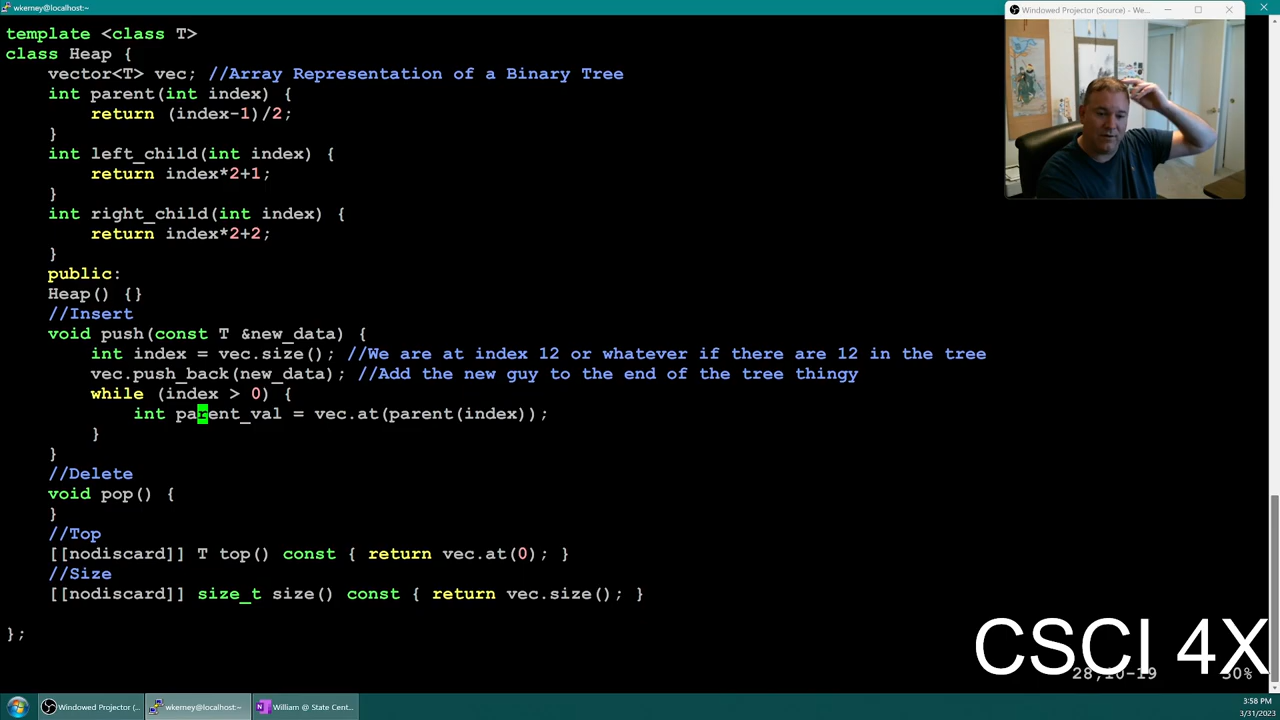 wkerney@localhost:~
Windowed Projector (Source) - We...
template <class T>
class Heap {
    vector<T> vec; //Array Representation of a Binary Tree
    int parent(int index) {
        return (index-1)/2;
    }
    int left_child(int index) {
        return index*2+1;
    }
    int right_child(int index) {
        return index*2+2;
    }
    public:
    Heap() {}
    //Insert
    void push(const T &new_data) {
        int index = vec.size(); //We are at index 12 or whatever if there are 12 in the tree
        vec.push_back(new_data); //Add the new guy to the end of the tree thingy
        while (index > 0) {
            int parent_val = vec.at(parent(index));
        }
    }
    //Delete
    void pop() {
    }
    //Top
    [[nodiscard]] T top() const { return vec.at(0); }
    //Size
    [[nodiscard]] size_t size() const { return vec.size(); }
};
CSCI 4X
28,10-19
Windowed Projector (...
wkerney@localhost:~
William @ State Cent...
3:58 PM
3/31/2023